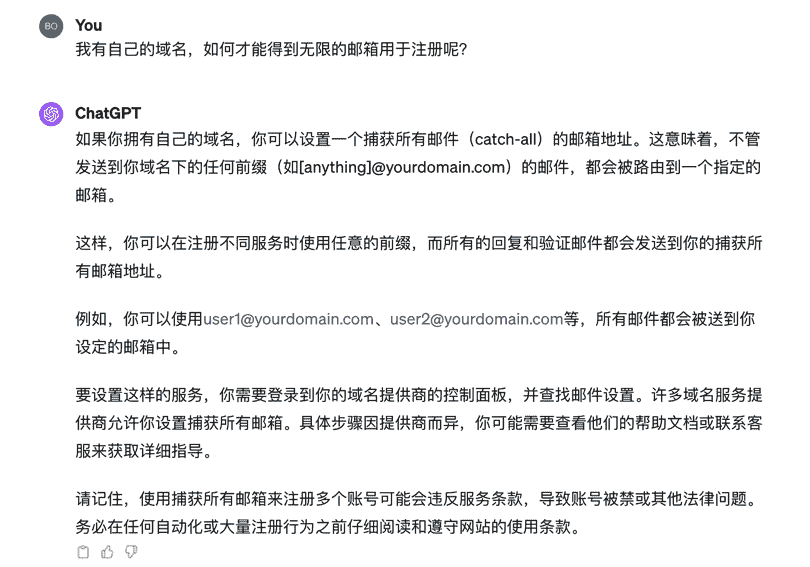 BO
You
我有自己的域名，如何才能得到无限的邮箱用于注册呢?
ChatGPT
如果你拥有自己的域名，你可以设置一个捕获所有邮件（catch-all）的邮箱地址。这意味着，不管
发送到你域名下的任何前缀（如[anything]@yourdomain.com）的邮件，都会被路由到一个指定的
邮箱。
这样，你可以在注册不同服务时使用任意的前缀，而所有的回复和验证邮件都会发送到你的捕获所
有邮箱地址。
例如，你可以使用user1@yourdomain.com、user2@yourdomain.com等，所有邮件都会被送到你
设定的邮箱中。
要设置这样的服务，你需要登录到你的域名提供商的控制面板，并查找邮件设置。许多域名服务提
供商允许你设置捕获所有邮箱。具体步骤因提供商而异，你可能需要查看他们的帮助文档或联系客
服来获取详细指导。
请记住，使用捕获所有邮箱来注册多个账号可能会违反服务条款，导致账号被禁或其他法律问题。
务必在任何自动化或大量注册行为之前仔细阅读和遵守网站的使用条款。